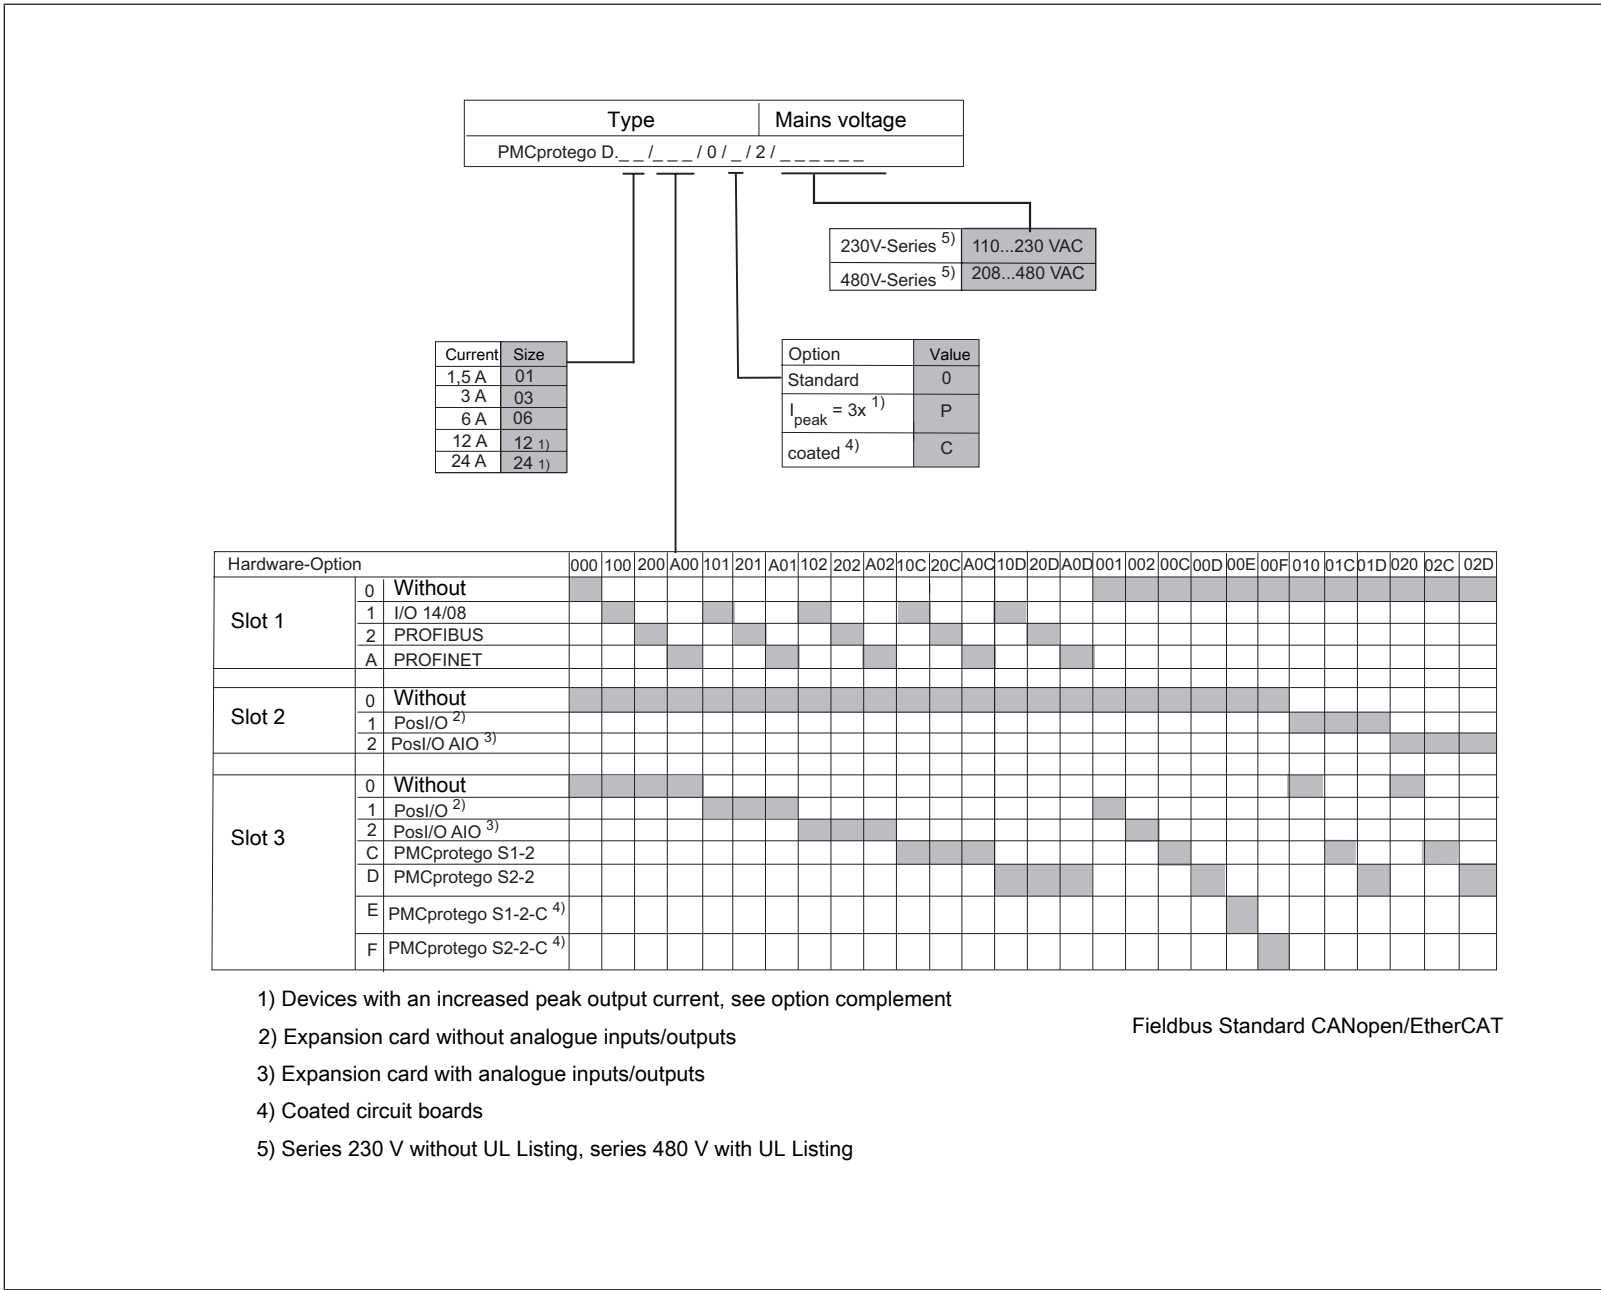 Type Mains voltage
PMCprotego D._ _ /_ _ _ / 0 / _ / 2 / _ _ _ _ _ _
230V-Series 5) 110...230 VAC
480V-Series 5) 208...480 VAC
Current Size
1,5 A 01
3 A 03
6 A 06
12 A 12 1)
24 A 24 1)
Option Value
Standard 0
Ipeak = 3x 1) P
coated 4) C
Hardware-Option 000 100 200 A00 101 201 A01 102 202 A02 10C 20C A0C 10D 20D A0D 001 002 00C 00D 00E 00F 010 01C 01D 020 02C 02D
Slot 1
0 Without
1 I/O 14/08
2 PROFIBUS
A PROFINET
Slot 2
0 Without
1 PosI/O 2)
2 PosI/O AIO 3)
Slot 3
0 Without
1 PosI/O 2)
2 PosI/O AIO 3)
C PMCprotego S1-2
D PMCprotego S2-2
E PMCprotego S1-2-C 4)
F PMCprotego S2-2-C 4)
1) Devices with an increased peak output current, see option complement
2) Expansion card without analogue inputs/outputs
3) Expansion card with analogue inputs/outputs
4) Coated circuit boards
5) Series 230 V without UL Listing, series 480 V with UL Listing
Fieldbus Standard CANopen/EtherCAT